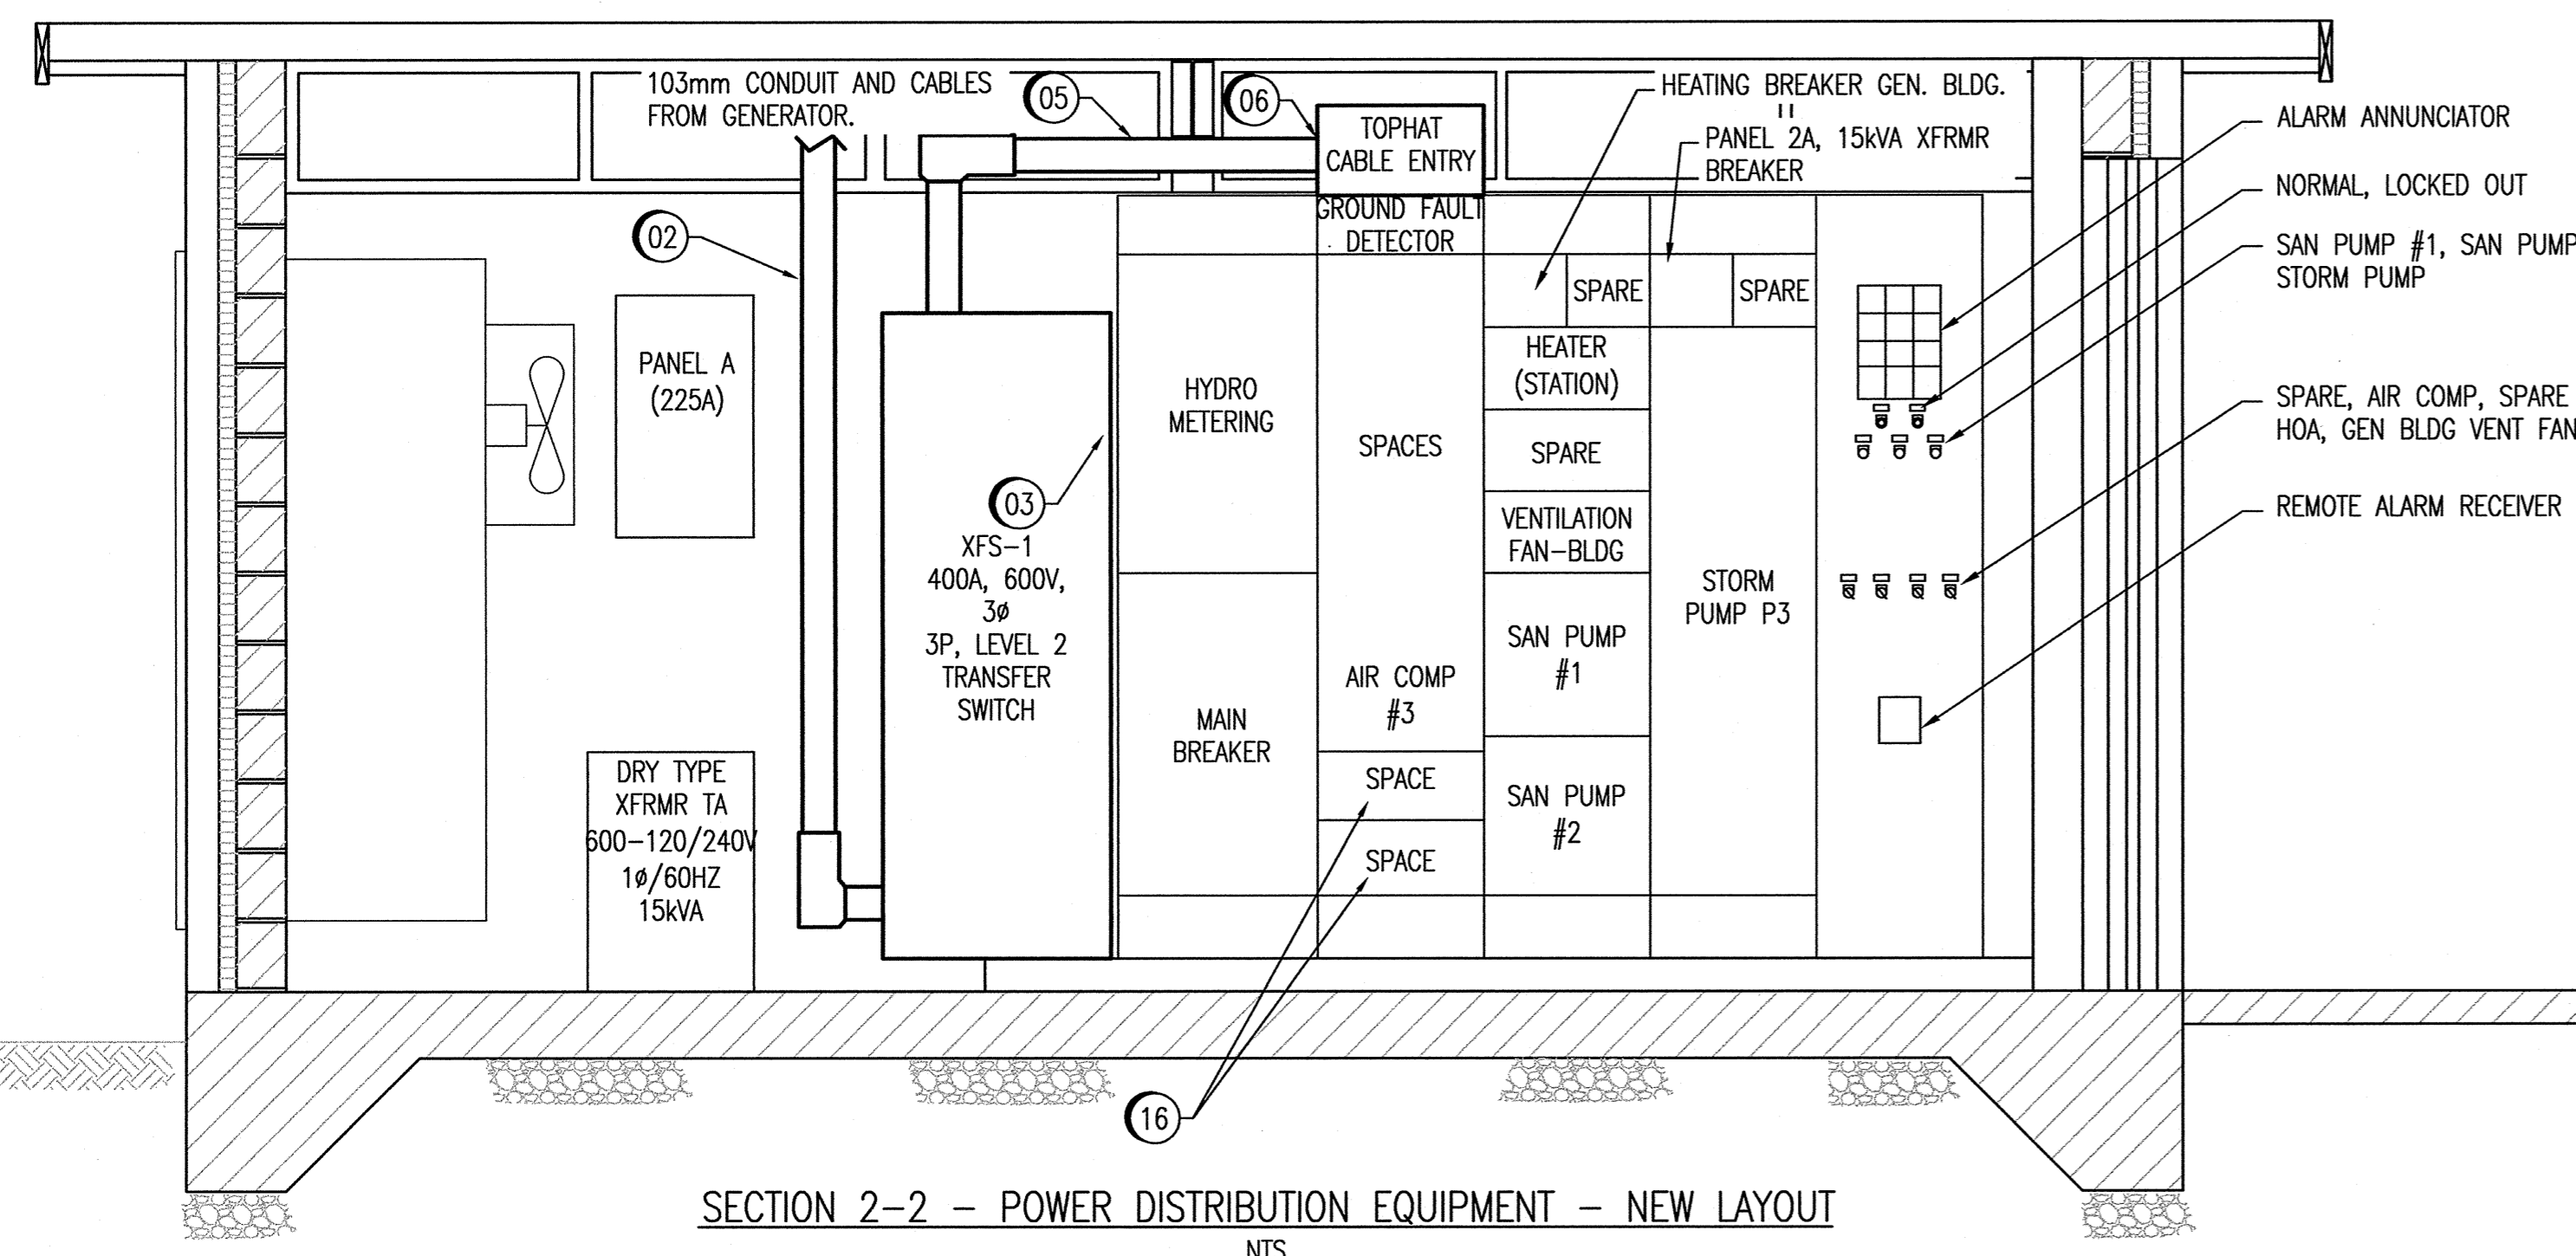 103mm CONDUIT AND CABLES
FROM GENERATOR.
05
06
TOPHAT
CABLE ENTRY
HEATING BREAKER GEN. BLDG.
PANEL 2A, 15kVA XFRMR
BREAKER
ALARM ANNUNCIATOR
NORMAL, LOCKED OUT
SAN PUMP #1, SAN PUMP
STORM PUMP
SPARE, AIR COMP, SPARE
HOA, GEN BLDG VENT FAN
REMOTE ALARM RECEIVER
02
PANEL A
(225A)
03
XFS-1
400A, 600V,
3ø
3P, LEVEL 2
TRANSFER
SWITCH
DRY TYPE
XFRMR TA
600-120/240V
1ø/60HZ
15kVA
HYDRO
METERING
MAIN
BREAKER
GROUND FAULT
DETECTOR
SPACES
AIR COMP
#3
SPACE
SPACE
SPARE
HEATER
(STATION)
SPARE
VENTILATION
FAN-BLDG
SAN PUMP
#1
SAN PUMP
#2
SPARE
STORM
PUMP P3
16
SECTION 2-2 - POWER DISTRIBUTION EQUIPMENT - NEW LAYOUT
NTS